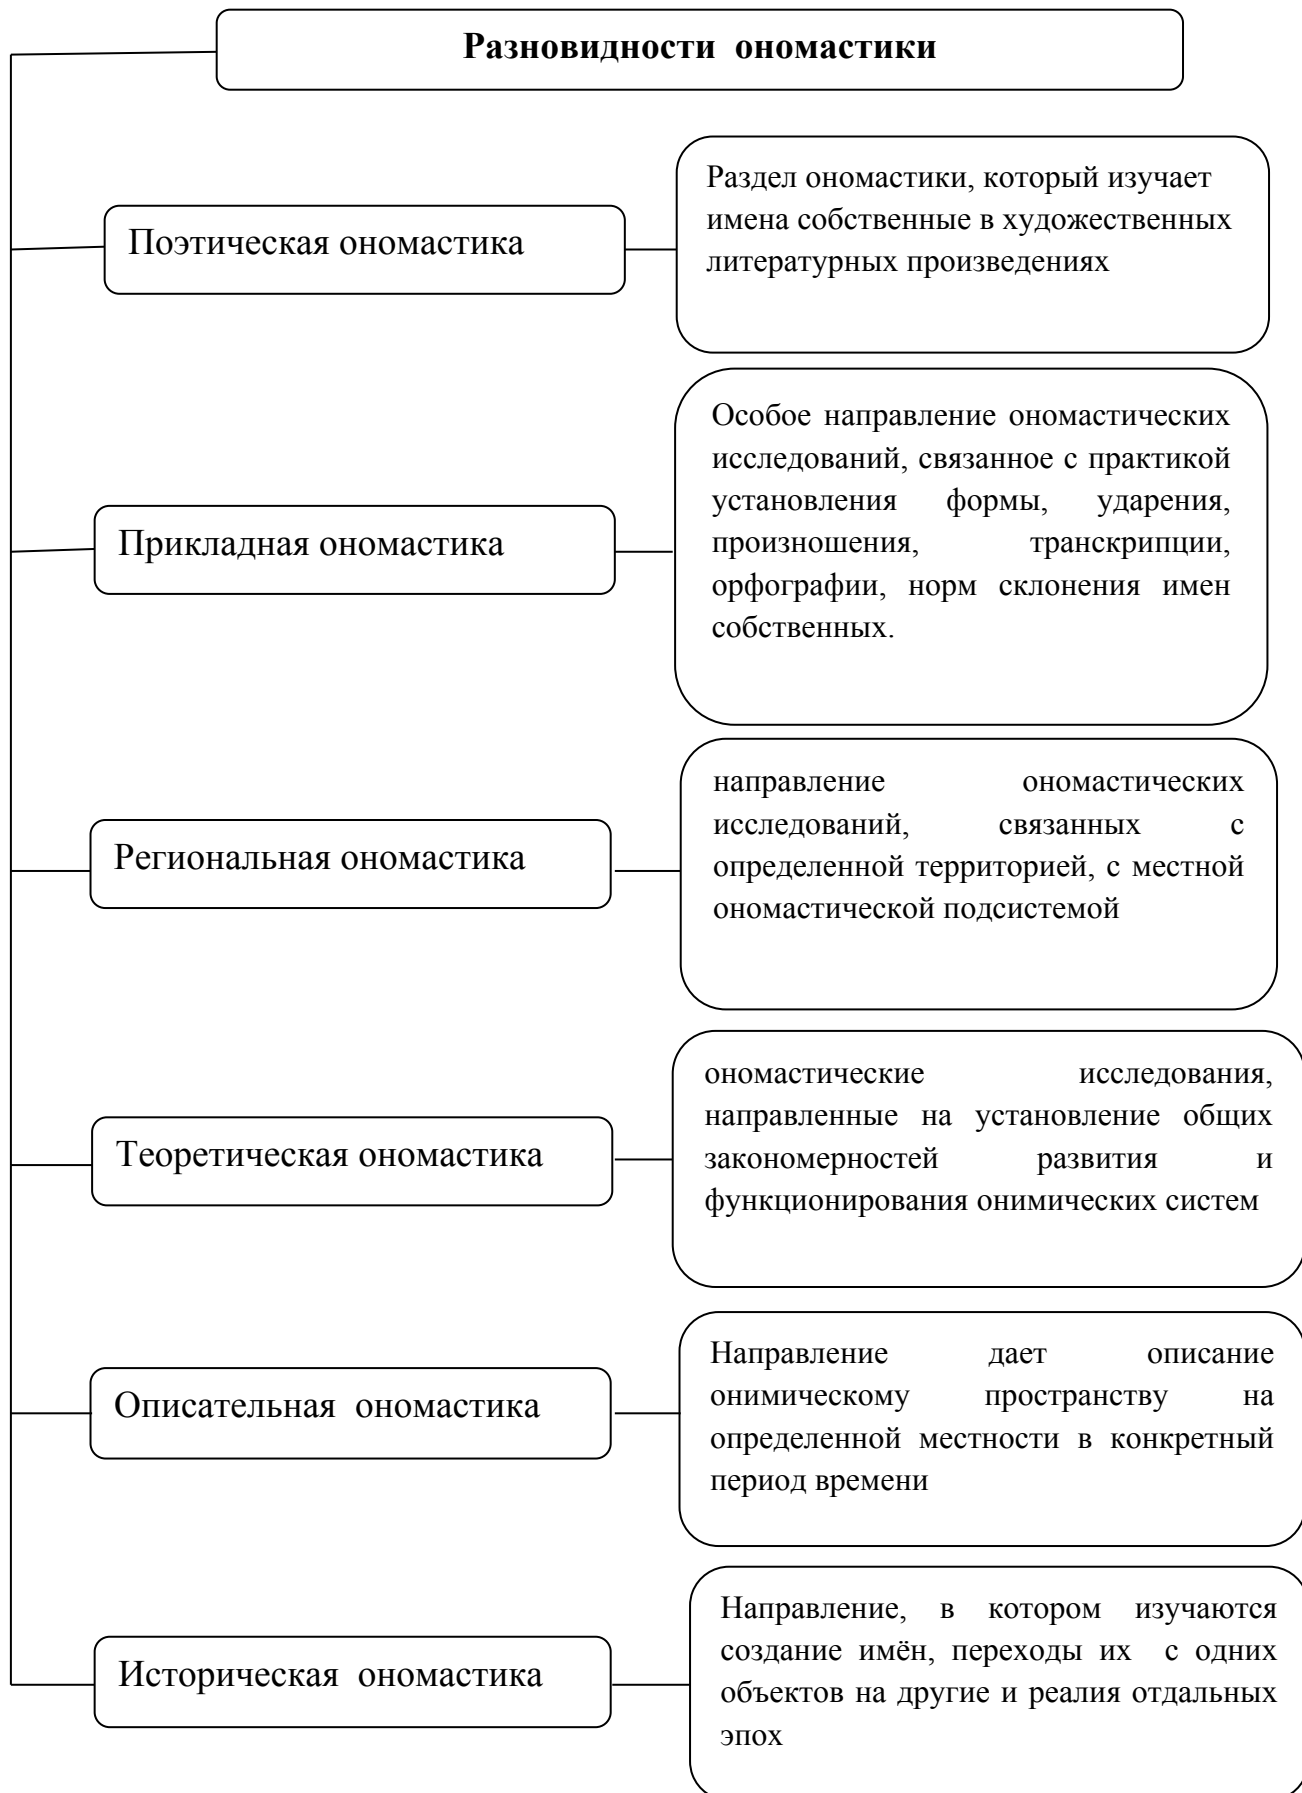 Разновидности ономастики
Поэтическая ономастика
Раздел ономастики, который изучает
имена собственные в художественных
литературных произведениях
Прикладная ономастика
Особое направление ономастических
исследований, связанное с практикой
установления формы, ударения,
произношения, транскрипции,
орфографии, норм склонения имен
собственных.
Региональная ономастика
направление ономастических
исследований, связанных с
определенной территорией, с местной
ономастической подсистемой
Теоретическая ономастика
ономастические исследования,
направленные на установление общих
закономерностей развития и
функционирования онимических систем
Описательная ономастика
Направление дает описание
онимическому пространству на
определенной местности в конкретный
период времени
Историческая ономастика
Направление, в котором изучаются
создание имён, переходы их с одних
объектов на другие и реалия отдальных
эпох